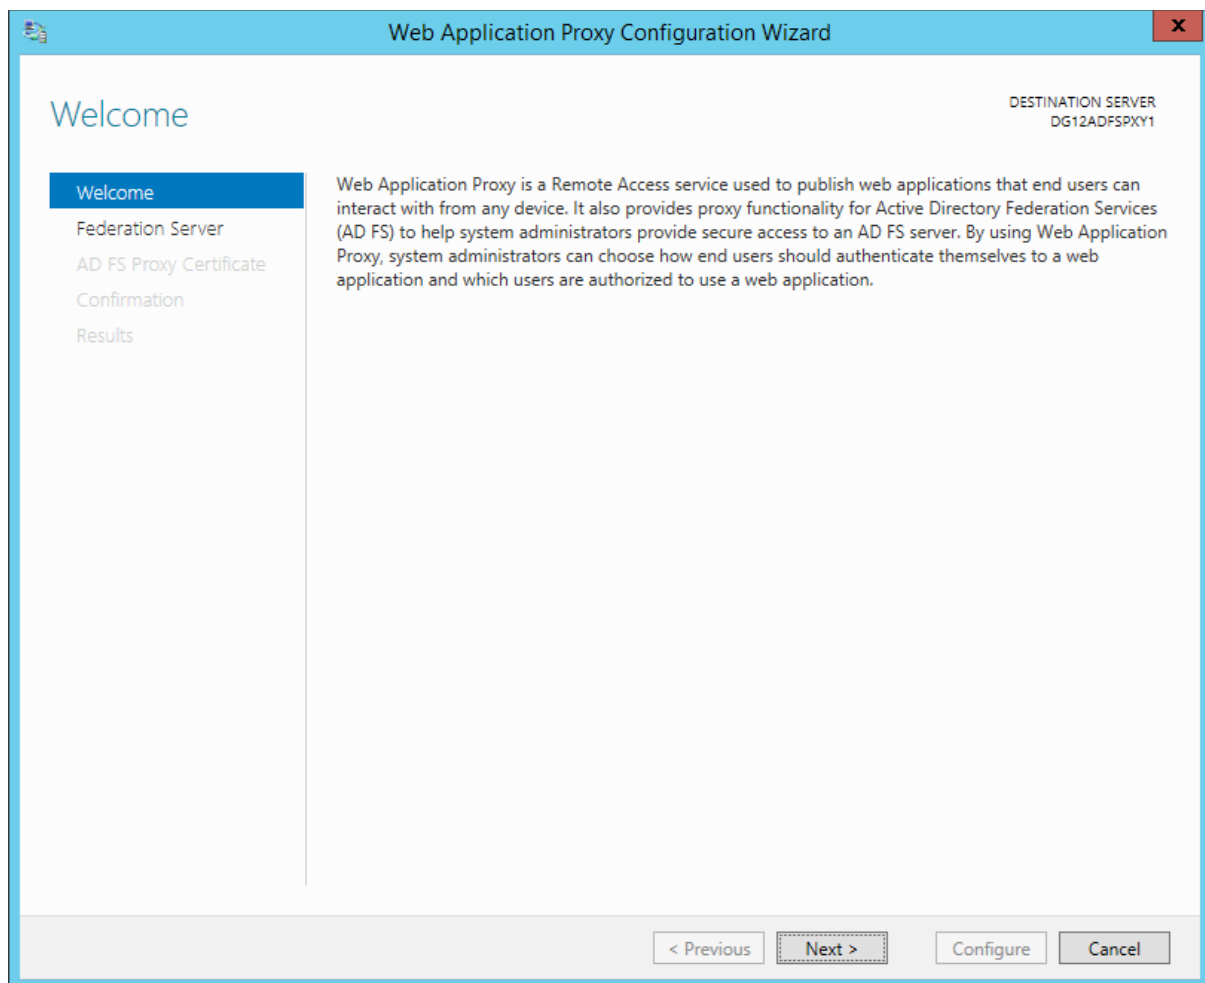 Web Application Proxy Configuration Wizard
x
Welcome
DESTINATION SERVER
DG12ADFSPXY1
Welcome
Federation Server
AD FS Proxy Certificate
Confirmation
Results
Web Application Proxy is a Remote Access service used to publish web applications that end users can
interact with from any device. It also provides proxy functionality for Active Directory Federation Services
(AD FS) to help system administrators provide secure access to an AD FS server. By using Web Application
Proxy, system administrators can choose how end users should authenticate themselves to a web
application and which users are authorized to use a web application.
< Previous
Next >
Configure
Cancel